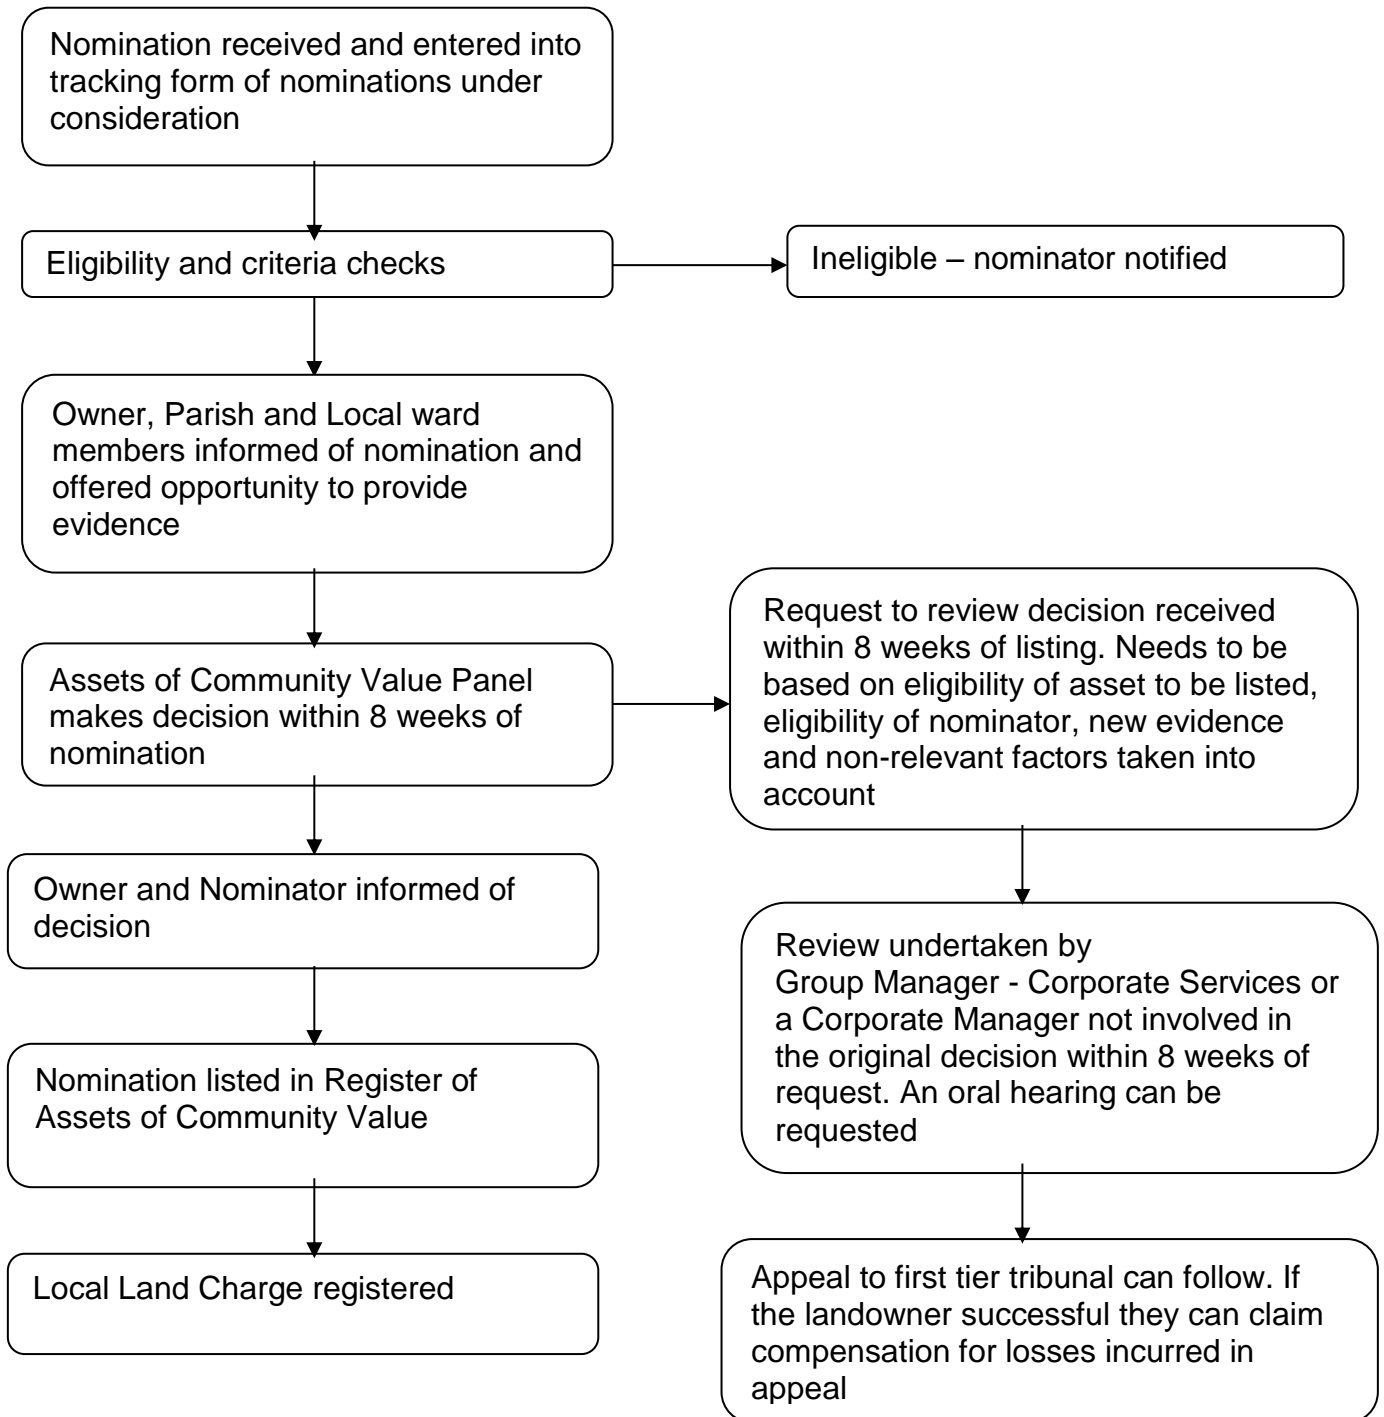 Nomination received and entered into
tracking form of nominations under
consideration
Eligibility and criteria checks
Ineligible – nominator notified
Owner, Parish and Local ward
members informed of nomination and
offered opportunity to provide
evidence
Assets of Community Value Panel
makes decision within 8 weeks of
nomination
Request to review decision received
within 8 weeks of listing. Needs to be
based on eligibility of asset to be listed,
eligibility of nominator, new evidence
and non-relevant factors taken into
account
Owner and Nominator informed of
decision
Review undertaken by
Group Manager - Corporate Services or
a Corporate Manager not involved in
the original decision within 8 weeks of
request. An oral hearing can be
requested
Nomination listed in Register of
Assets of Community Value
Local Land Charge registered
Appeal to first tier tribunal can follow. If
the landowner successful they can claim
compensation for losses incurred in
appeal